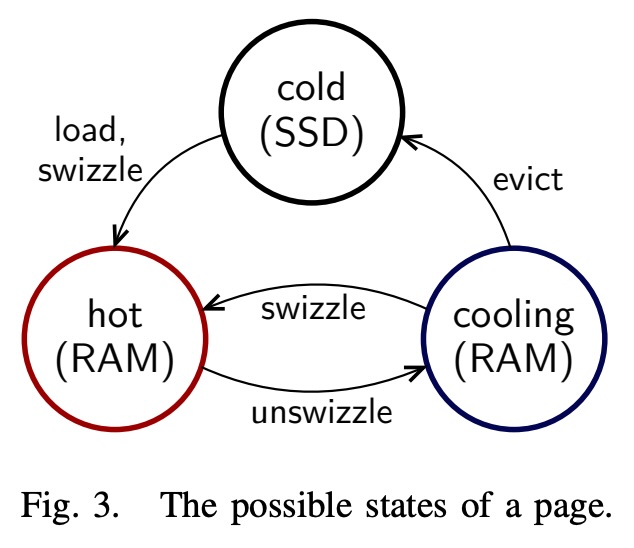 cold
(SSD)
load,
swizzle
evict
hot
(RAM)
swizzle
cooling
(RAM)
unswizzle
Fig. 3. The possible states of a page.